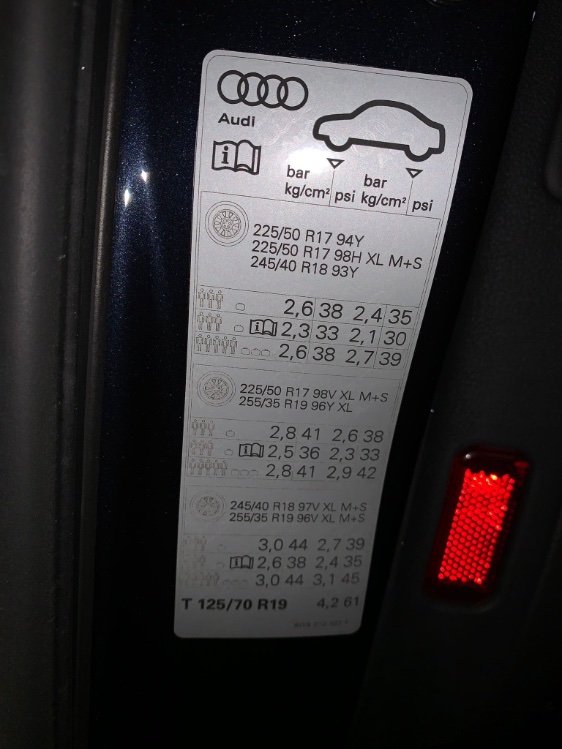 Audi
bar bar
kg/cm² psi kg/cm² psi
225/50 R17 94Y
225/50 R17 98H XL M+S
245/40 R18 93Y
2,6 38 2,4 35
i 2,3 33 2,1 30
2,6 38 2,7 39
225/50 R17 98V XL M+S
255/35 R19 96Y XL
2,8 41 2,6 38
i 2,5 36 2,3 33
2,8 41 2,9 42
245/40 R18 97V XL M+S
255/35 R19 96V XL M+S
3,0 44 2,7 39
i 2,6 38 2,4 35
3,0 44 3,1 45
T 125/70 R19 4,2 61